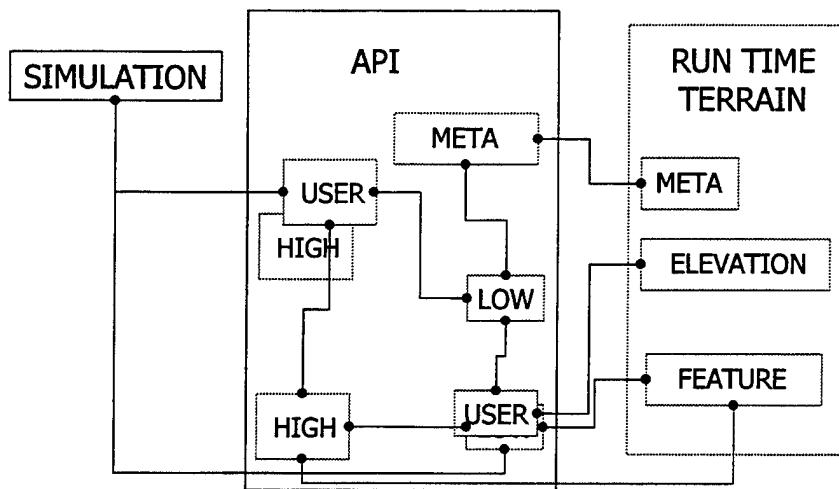 SIMULATION
API
RUN TIME
TERRAIN
META
META
USER
HIGH
ELEVATION
LOW
FEATURE
USER
HIGH